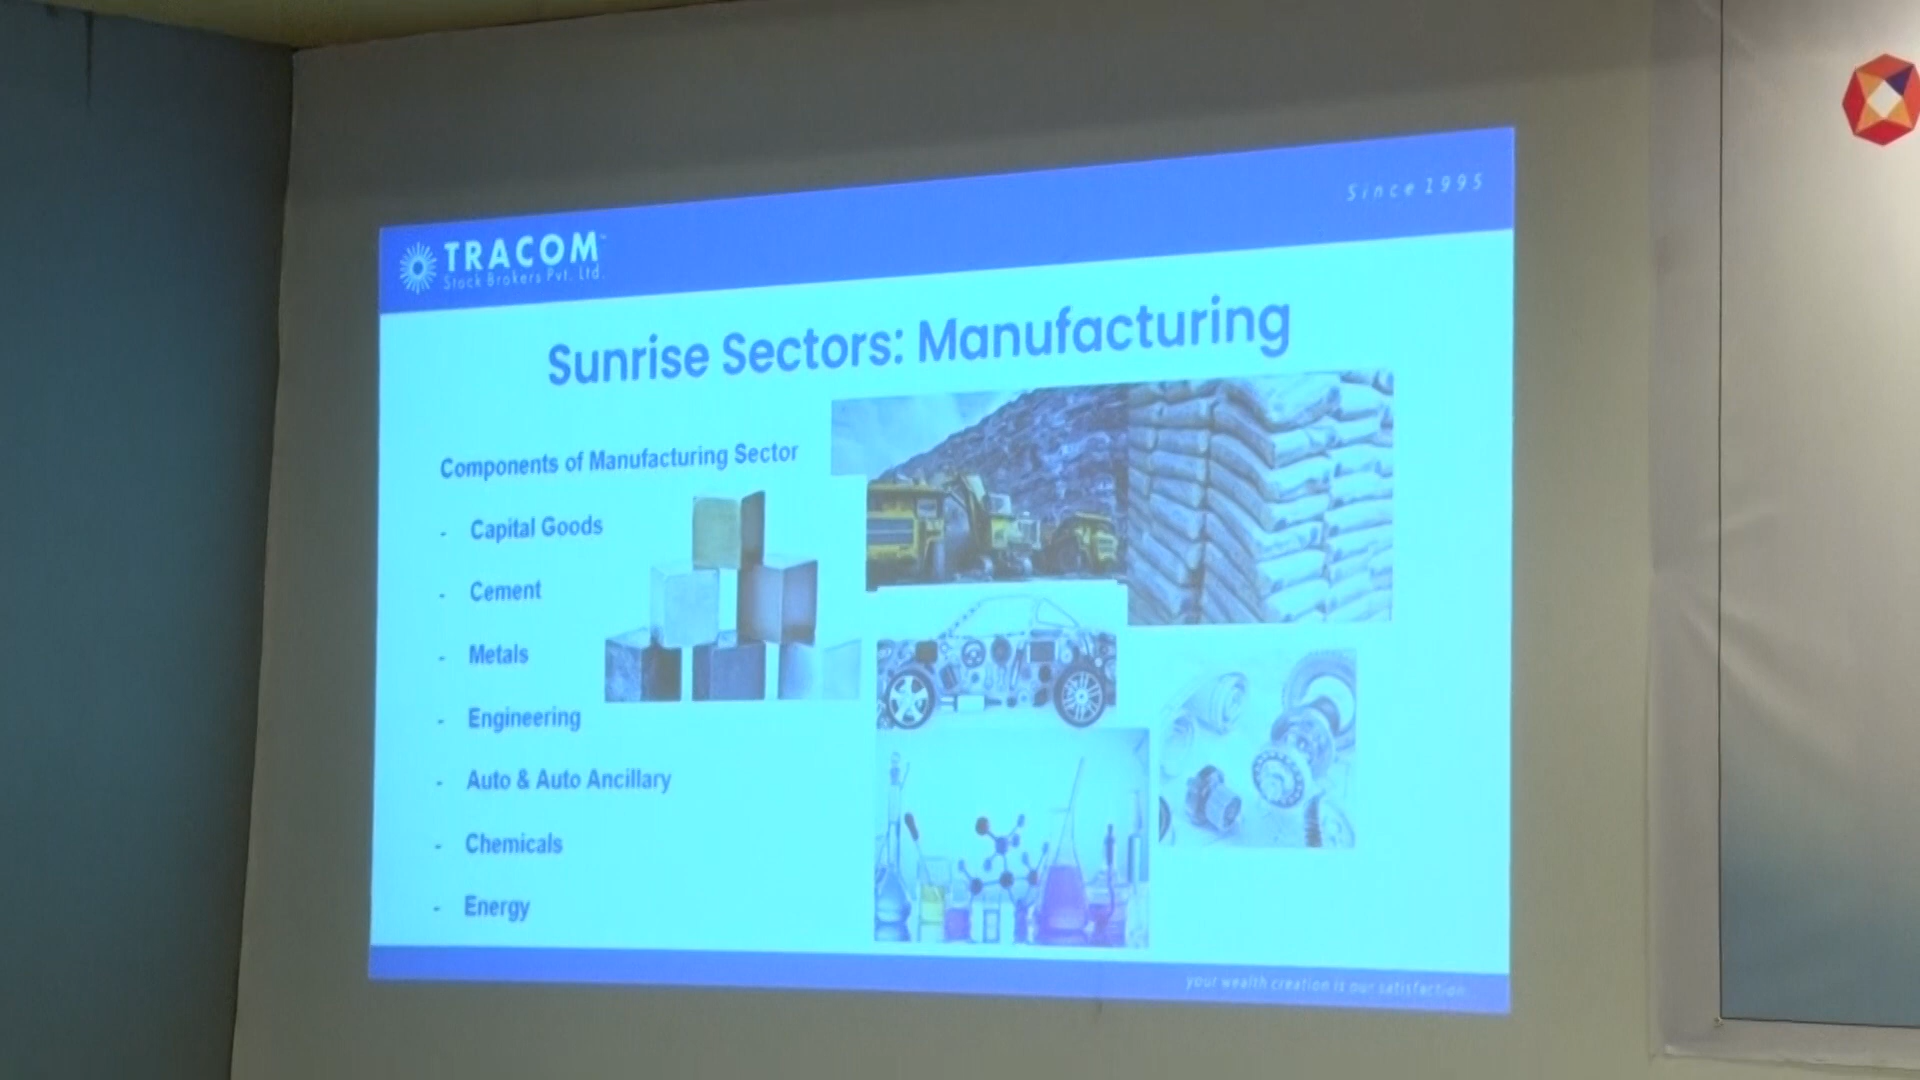 Since 1995
TRACOM™
Stock Brokers Pvt. Ltd.
Sunrise Sectors: Manufacturing
Components of Manufacturing Sector
- Capital Goods
- Cement
- Metals
- Engineering
- Auto & Auto Ancillary
- Chemicals
- Energy
your wealth creation is our satisfaction.